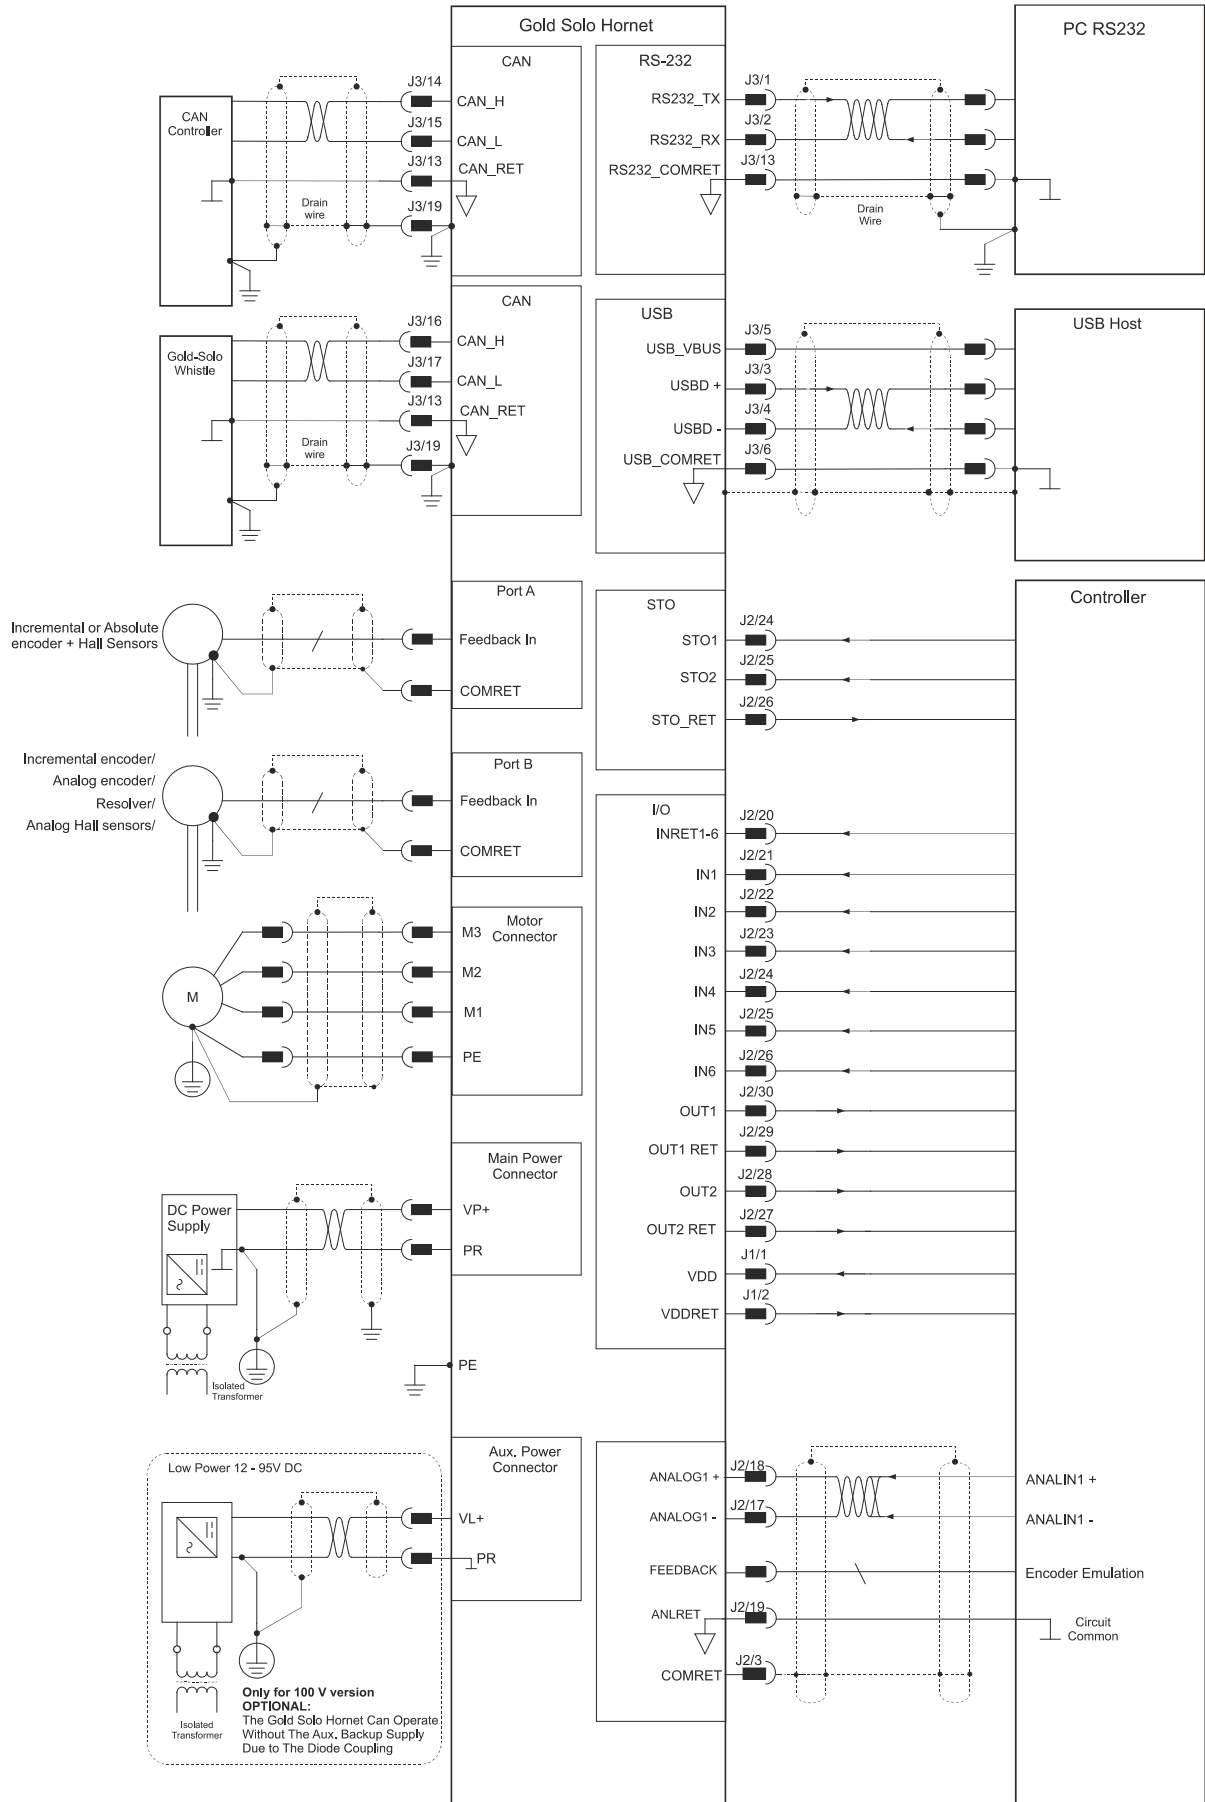 Gold Solo Hornet
CAN
J3/14
CAN_H
J3/15
CAN_L
J3/13
CAN_RET
J3/19
CAN
Controller
Drain
wire
CAN
J3/16
CAN_H
J3/17
CAN_L
J3/13
CAN_RET
J3/19
Gold-Solo
Whistle
Drain
wire
Port A
Incremental or Absolute
encoder + Hall Sensors
Feedback In
COMRET
Port B
Incremental encoder/
Analog encoder/
Resolver/
Analog Hall sensors/
Feedback In
COMRET
Motor
Connector
M3
M2
M1
PE
M
Main Power
Connector
VP+
PR
DC Power
Supply
Isolated
Transformer
PE
Aux. Power
Connector
Low Power 12 - 95V DC
VL+
PR
Isolated
Transformer
Only for 100 V version
OPTIONAL:
The Gold Solo Hornet Can Operate
Without The Aux. Backup Supply
Due to The Diode Coupling
RS-232
RS232_TX
J3/1
RS232_RX
J3/2
RS232_COMRET
J3/13
Drain
Wire
PC RS232
USB
USB_VBUS
J3/5
USBD +
J3/3
USBD -
J3/4
USB_COMRET
J3/6
USB Host
STO
STO1
J2/24
STO2
J2/25
STO_RET
J2/26
Controller
I/O
INRET1-6
J2/20
IN1
J2/21
IN2
J2/22
IN3
J2/23
IN4
J2/24
IN5
J2/25
IN6
J2/26
OUT1
J2/30
OUT1 RET
J2/29
OUT2
J2/28
OUT2 RET
J2/27
VDD
J1/1
VDDRET
J1/2
ANALOG1 +
J2/18
ANALOG1 -
J2/17
FEEDBACK
ANLRET
J2/19
COMRET
J2/3
ANALIN1 +
ANALIN1 -
Encoder Emulation
Circuit
Common